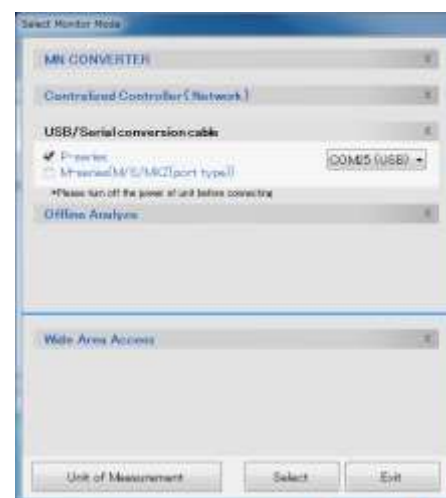 Select Monitor Mode
MN CONVERTER
Centralized Controller (Network)
USB/Serial conversion cable
P-series
COM25 (USB)
M-series(M/S/MK2(port type))
*Please turn off the power of unit before connecting
Offline Analyze
Wide Area Access
Unit of Measurement
Select
Exit